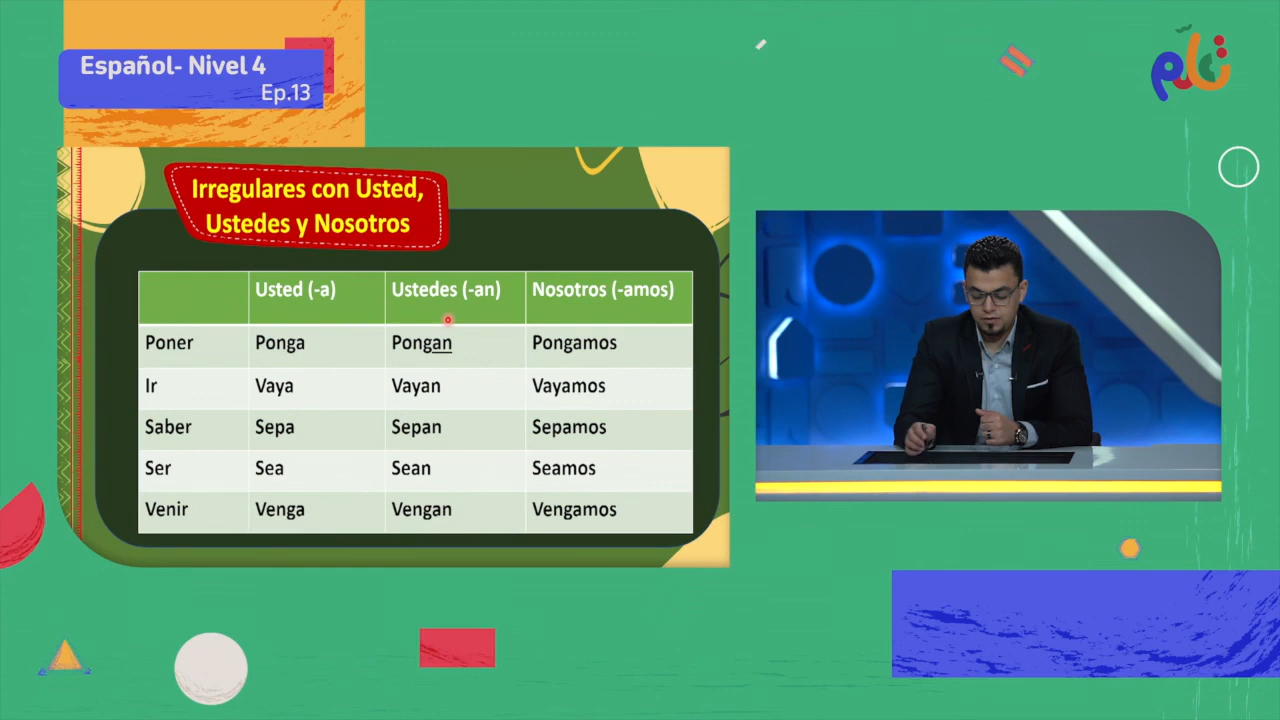 Español- Nivel 4
Ep.13
تعلّم
Irregulares con Usted,
Ustedes y Nosotros
Usted (-a) Ustedes (-an) Nosotros (-amos)
Poner Ponga Pongan Pongamos
Ir Vaya Vayan Vayamos
Saber Sepa Sepan Sepamos
Ser Sea Sean Seamos
Venir Venga Vengan Vengamos